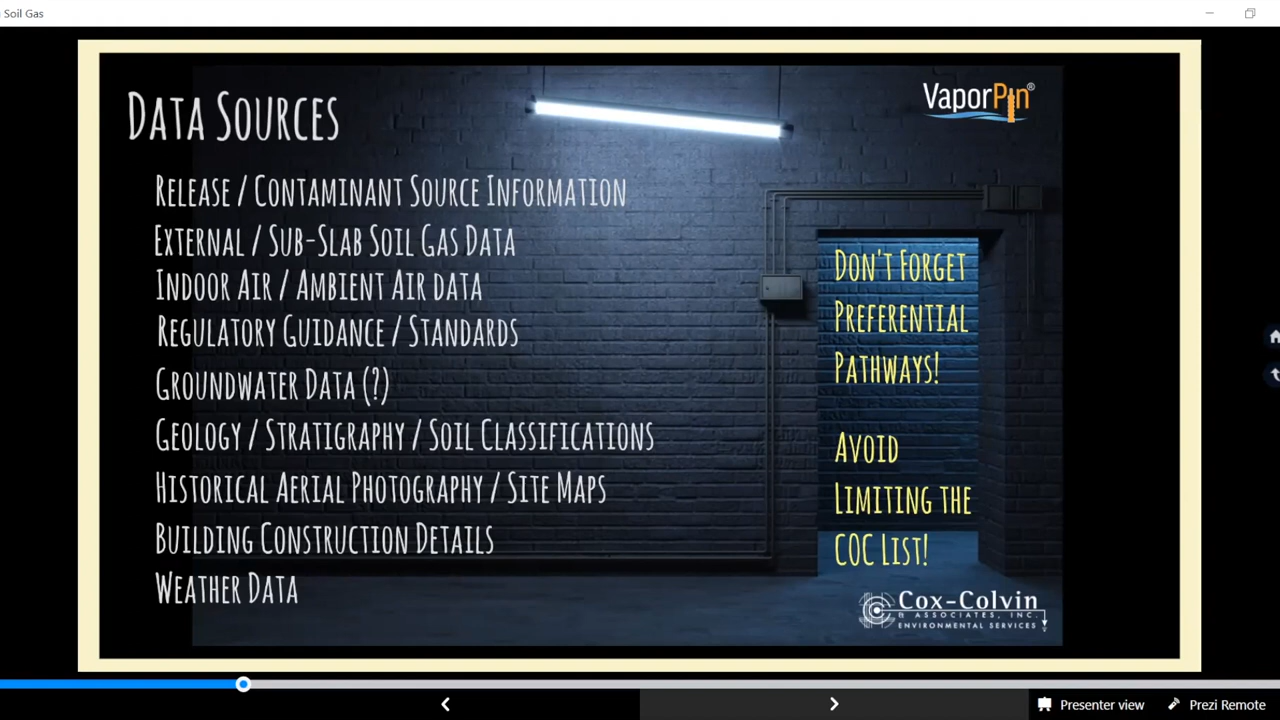 Soil Gas
Data Sources
VaporPin®
Release / Contaminant Source Information
External / Sub-Slab Soil Gas Data
Indoor Air / Ambient Air data
Regulatory Guidance / Standards
Groundwater Data (?)
Geology / Stratigraphy / Soil Classifications
Historical Aerial Photography / Site Maps
Building Construction Details
Weather Data
Don't Forget
Preferential
Pathways!
Avoid
Limiting the
COC List!
Cox-Colvin
& Associates, Inc.
Environmental Services
Presenter view
Prezi Remote